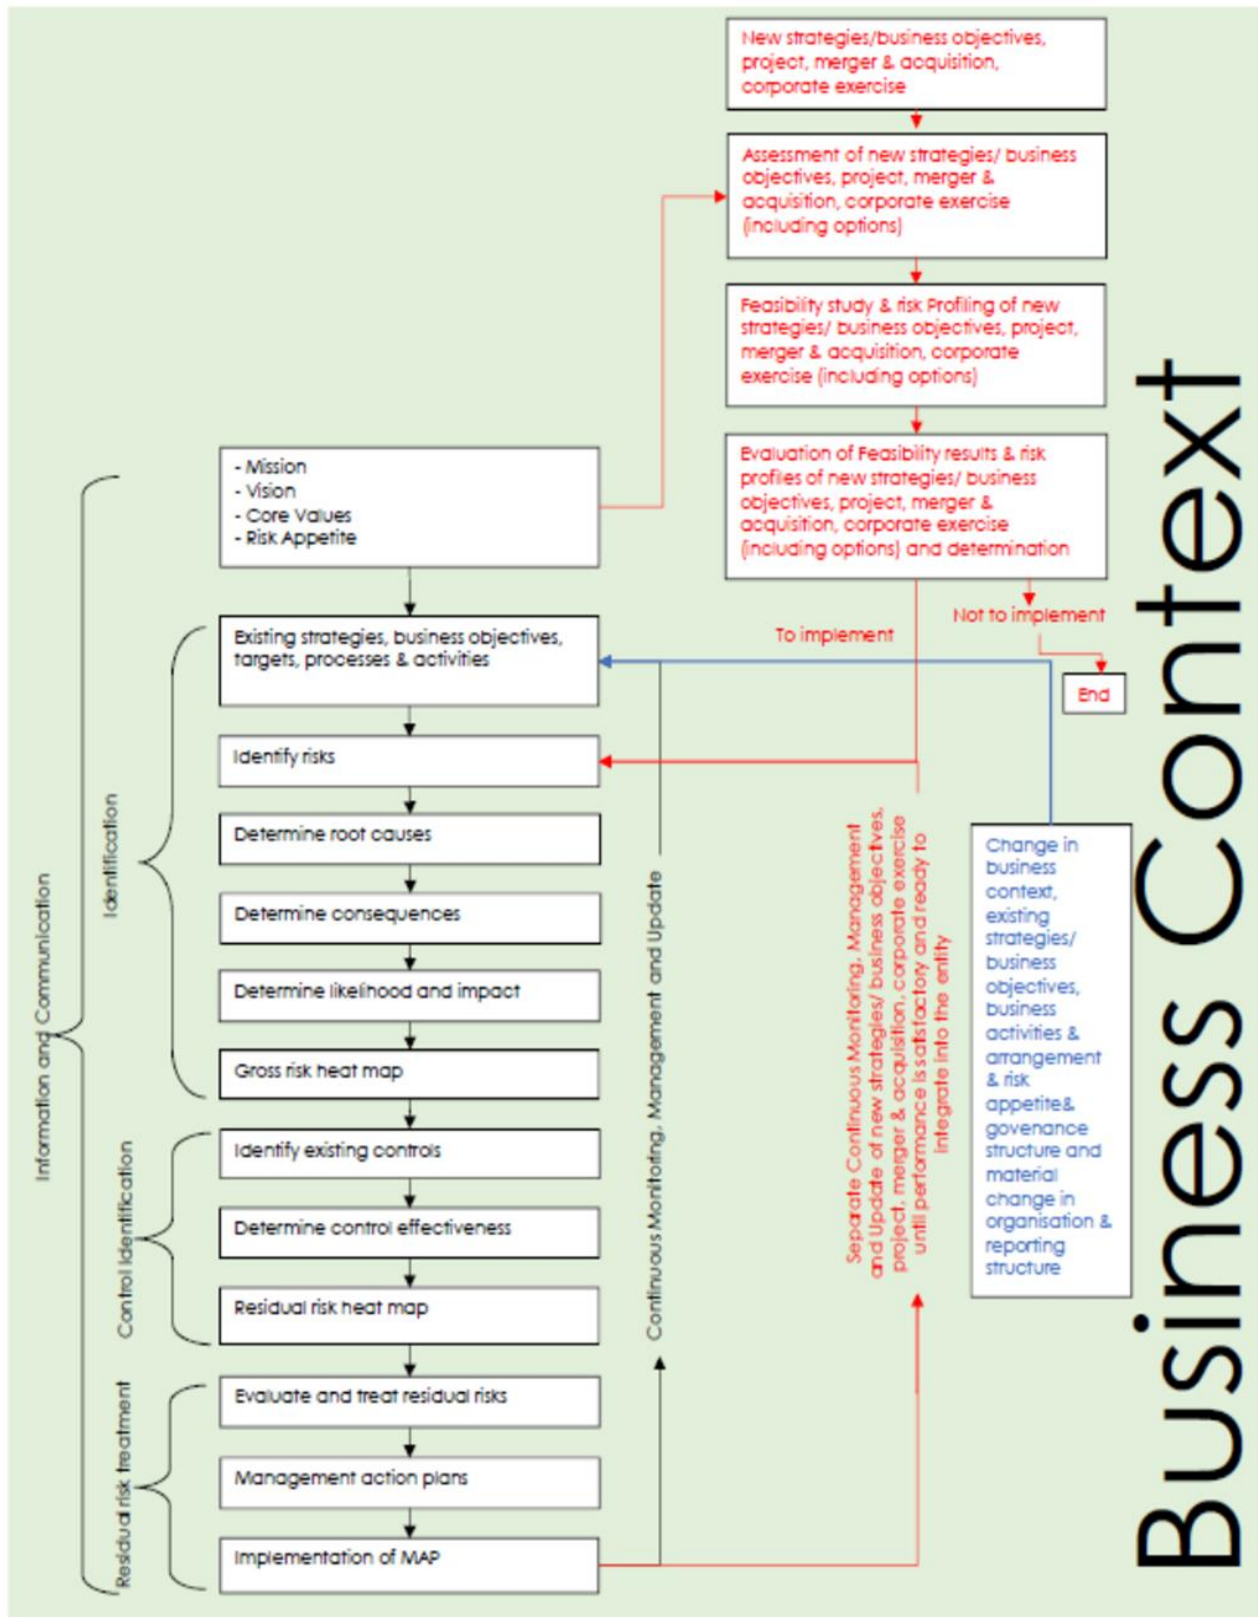 New strategies/business objectives,
project, merger & acquisition,
corporate exercise
Assessment of new strategies/ business
objectives, project, merger &
acquisition, corporate exercise
(including options)
Feasibility study & risk Profiling of new
strategies/ business objectives, project,
merger & acquisition, corporate
exercise (including options)
Evaluation of Feasibility results & risk
profiles of new strategies/ business
objectives, project, merger &
acquisition, corporate exercise
(including options) and determination
To implement
Not to implement
End
- Mission
- Vision
- Core Values
- Risk Appetite
Existing strategies, business objectives,
targets, processes & activities
Identify risks
Determine root causes
Determine consequences
Determine likelihood and impact
Gross risk heat map
Identify existing controls
Determine control effectiveness
Residual risk heat map
Evaluate and treat residual risks
Management action plans
Implementation of MAP
Information and Communication
Identification
Control Identification
Residual risk treatment
Continuous Monitoring, Management and Update
Separate Continuous Monitoring, Management
and Update of new strategies/ business objectives,
project, merger & acquisition, corporate exercise
until performance is satisfactory and ready to
integrate into the entity
Change in
business
context,
existing
strategies/
business
objectives,
business
activities &
arrangement
& risk
appetite&
govenance
structure and
material
change in
organisation &
reporting
structure
Business Context